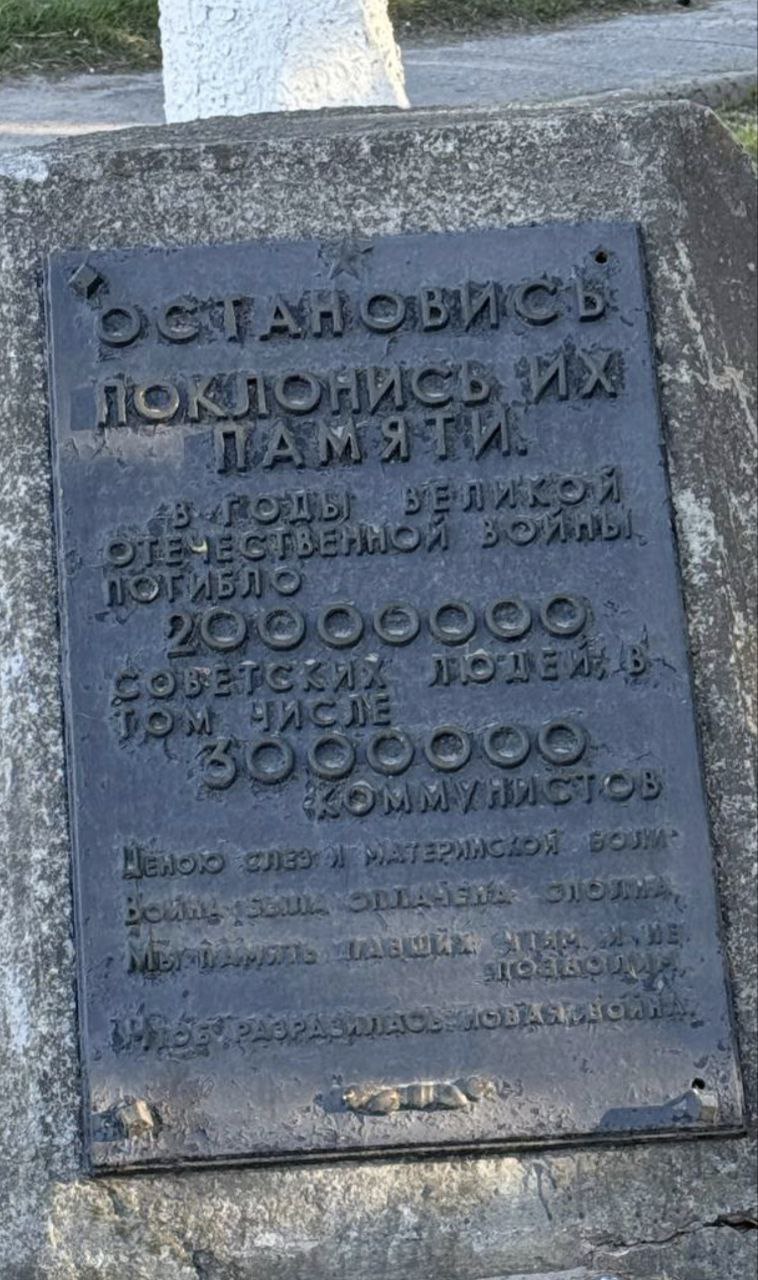 ОСТАНОВИСЬ
ПОКЛОНИСЬ ИХ
ПАМЯТИ.
В ГОДЫ ВЕЛИКОЙ
ОТЕЧЕСТВЕННОЙ ВОЙНЫ
ПОГИБЛО
20000000
СОВЕТСКИХ ЛЮДЕЙ, В
ТОМ ЧИСЛЕ
3000000
КОММУНИСТОВ
ЦЕНОЮ СЛЕЗ И МАТЕРИНСКОЙ БОЛИ
ВОЙНА БЫЛА ОПЛАЧЕНА СПОЛНА,
МЫ ПАМЯТЬ ПАВШИХ ЧТИМ И НЕ
ПОЗВОЛИМ,
ЧТОБ РАЗРАЗИЛАСЬ НОВАЯ ВОЙНА.